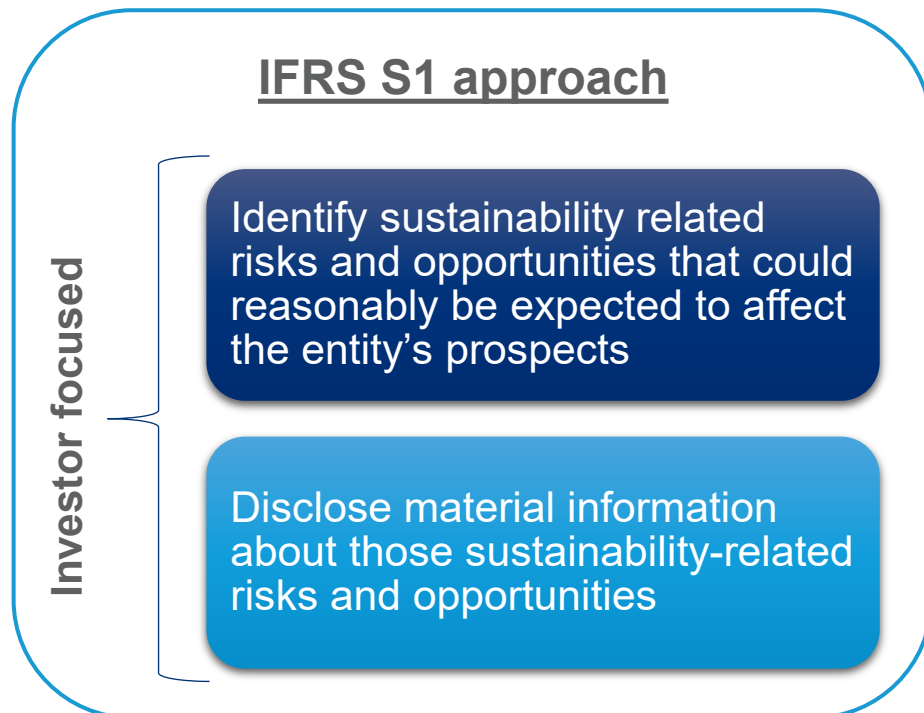 IFRS S1 approach
Investor focused
Identify sustainability related
risks and opportunities that could
reasonably be expected to affect
the entity’s prospects
Disclose material information
about those sustainability-related
risks and opportunities